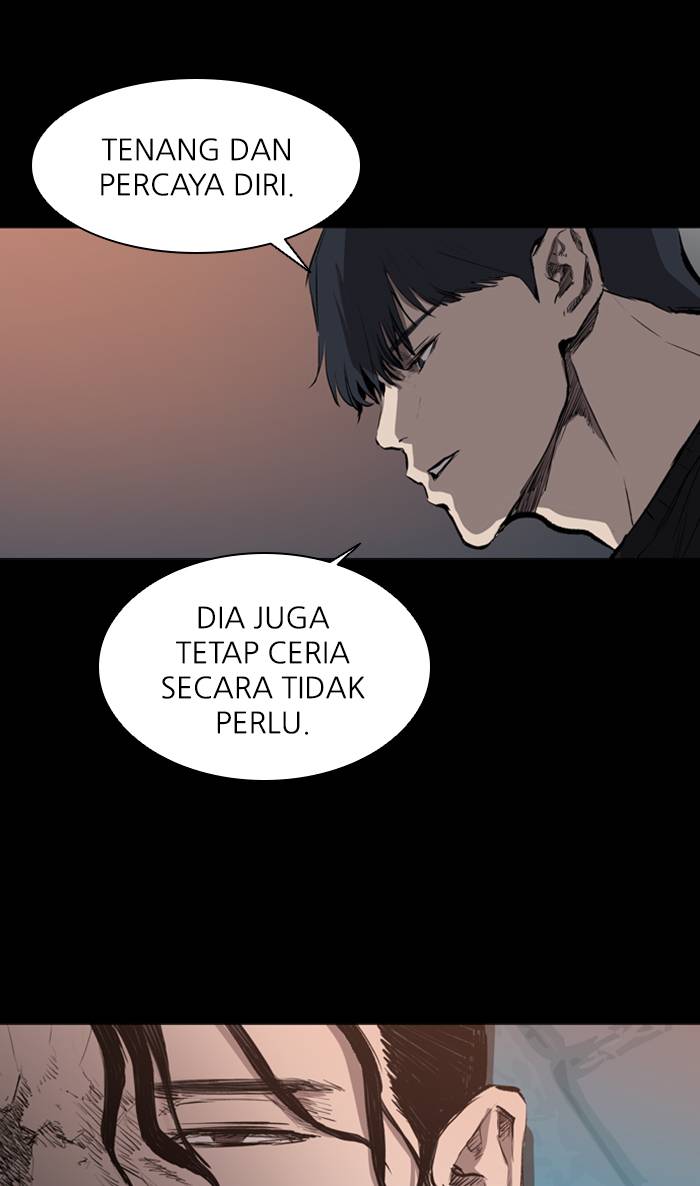 TENANG DAN
PERCAYA DIRI.
DIA JUGA
TETAP CERIA
SECARA TIDAK
PERLU.